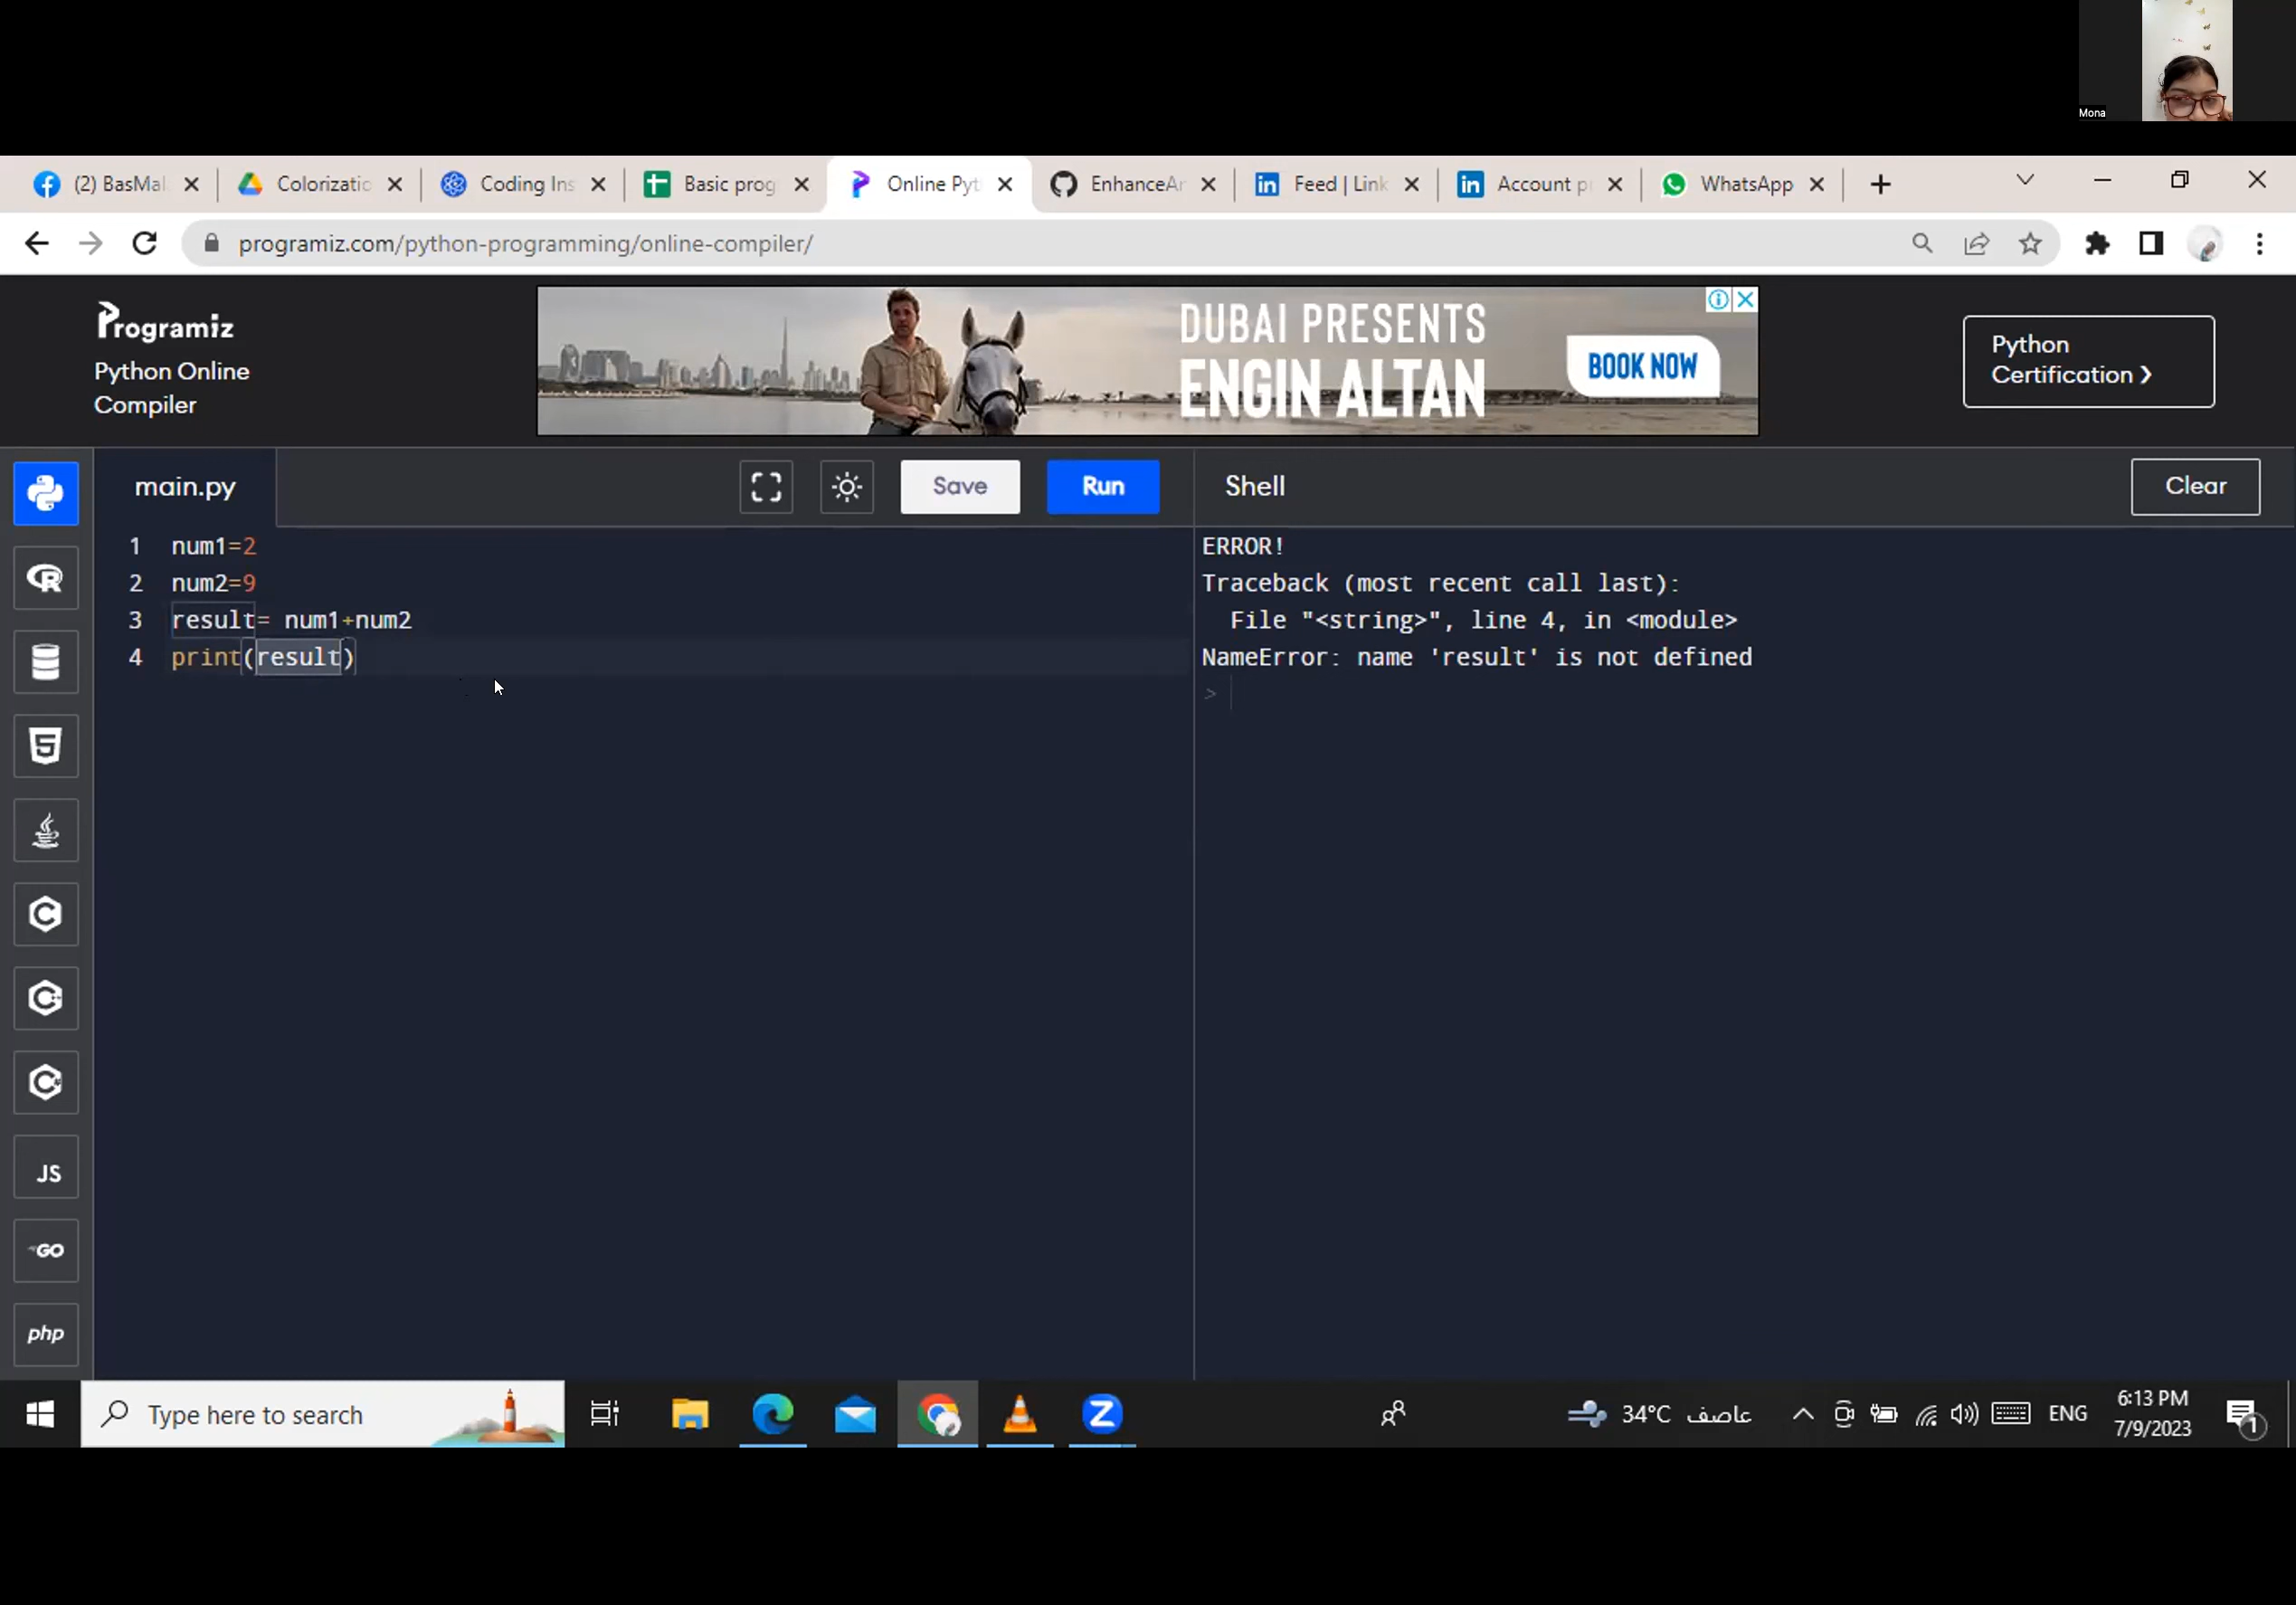 Mona
(2) BasMal
Colorizatio
Coding Ins
Basic prog
Online Pyt
EnhanceAr
Feed | Link
Account p
WhatsApp
programiz.com/python-programming/online-compiler/
Programiz
Python Online
Compiler
DUBAI PRESENTS
ENGIN ALTAN
BOOK NOW
Python
Certification
main.py
Save
Run
Shell
Clear
1 num1=2
2 num2=9
3 result= num1+num2
4 print(result)
ERROR!
Traceback (most recent call last):
File "<string>", line 4, in <module>
NameError: name 'result' is not defined
>
JS
GO
php
Type here to search
34°C عاصف
ENG
6:13 PM
7/9/2023
1